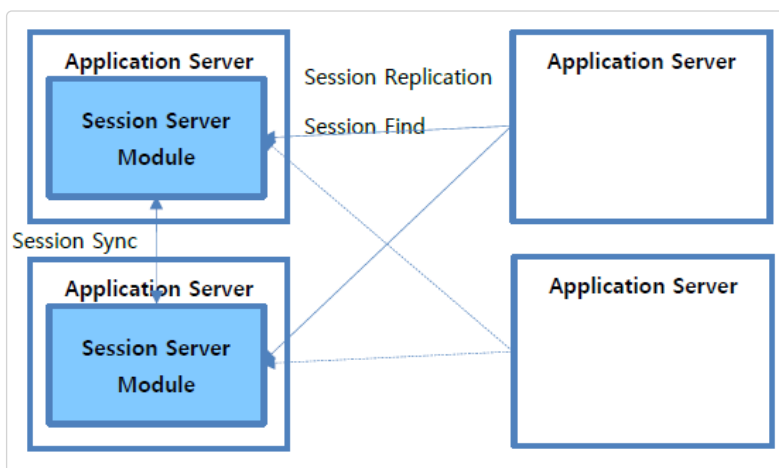 Application Server
Session Server
Module
Session Replication
Session Find
Application Server
Session Sync
Application Server
Session Server
Module
Application Server